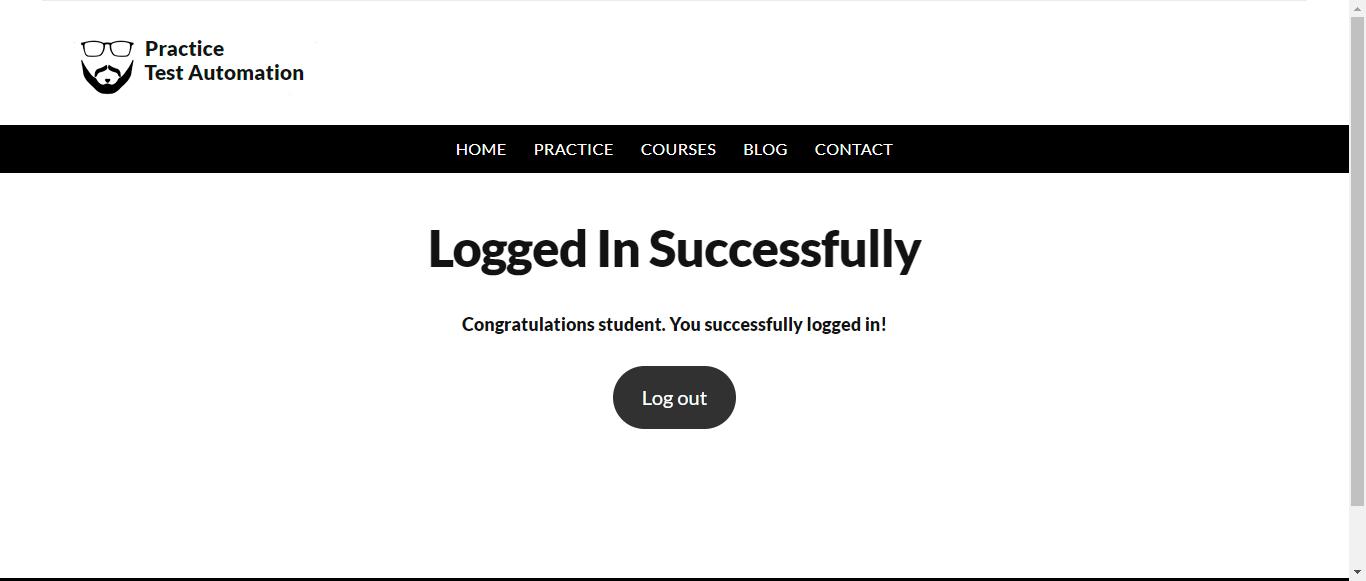 Practice
Test Automation
HOME PRACTICE COURSES BLOG CONTACT
Logged In Successfully
Congratulations student. You successfully logged in!
Log out